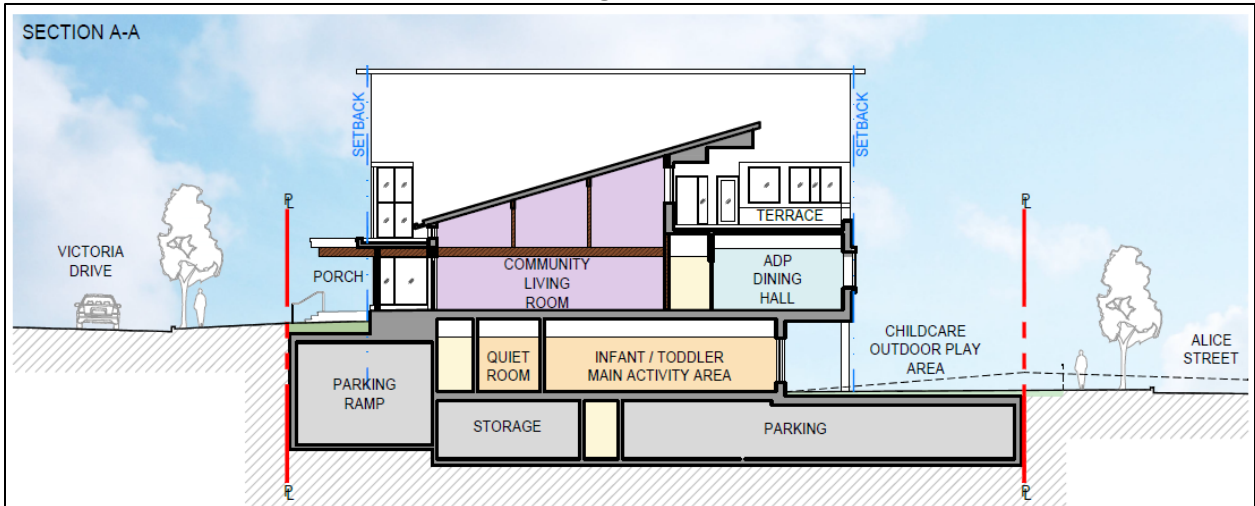 SECTION A-A
SETBACK
SETBACK
PL
PL
VICTORIA
DRIVE
PORCH
TERRACE
COMMUNITY
LIVING
ROOM
ADP
DINING
HALL
CHILDCARE
OUTDOOR PLAY
AREA
ALICE
STREET
QUIET
ROOM
INFANT / TODDLER
MAIN ACTIVITY AREA
PARKING
RAMP
STORAGE
PARKING
PL
PL